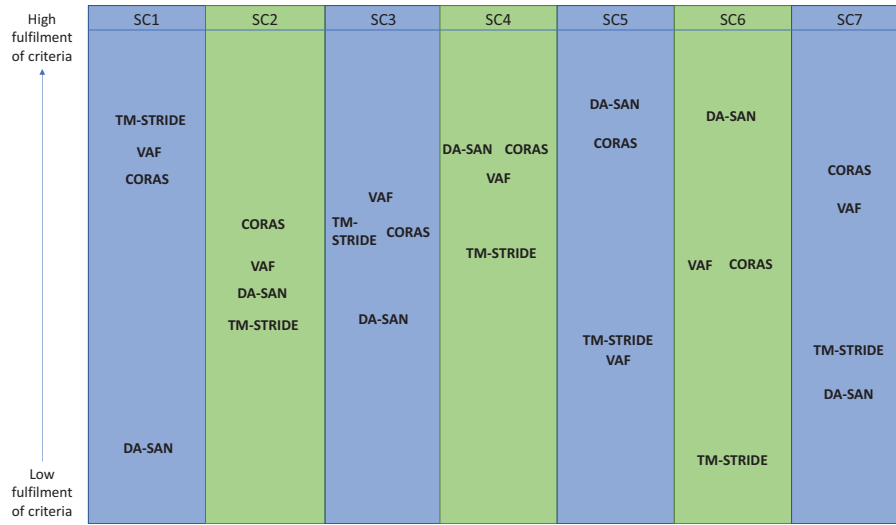 High
fulfilment
of criteria
Low
fulfilment
of criteria
SC1
TM-STRIDE
VAF
CORAS
DA-SAN
SC2
CORAS
VAF
DA-SAN
TM-STRIDE
SC3
VAF
TM-
STRIDE
CORAS
DA-SAN
SC4
DA-SAN CORAS
VAF
TM-STRIDE
SC5
DA-SAN
CORAS
TM-STRIDE
VAF
SC6
DA-SAN
VAF CORAS
TM-STRIDE
SC7
CORAS
VAF
TM-STRIDE
DA-SAN